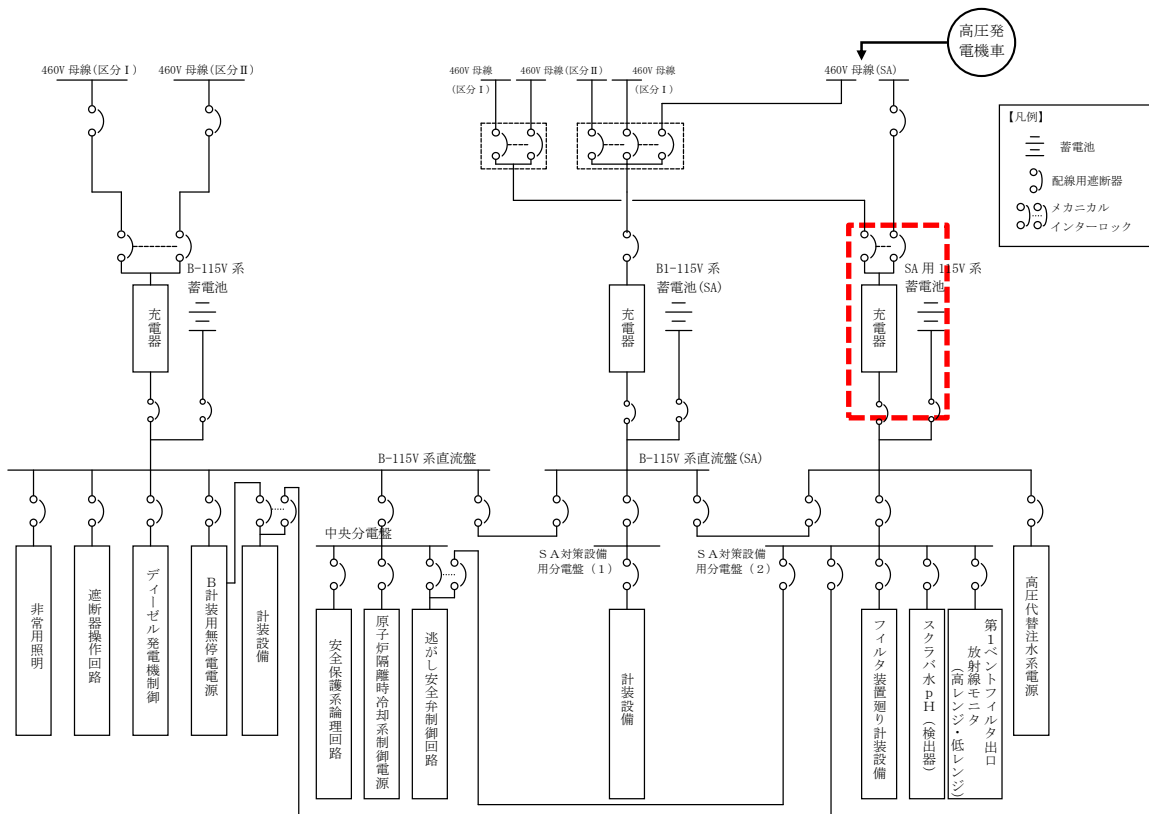 高圧発
電機車
460V 母線(区分Ⅰ)
460V 母線(区分Ⅱ)
460V 母線
(区分Ⅰ)
460V 母線(区分Ⅱ)
460V 母線
(区分Ⅰ)
460V 母線(SA)
【凡例】
蓄電池
配線用遮断器
メカニカル
インターロック
B-115V 系
蓄電池
充電器
B1-115V 系
蓄電池(SA)
充電器
SA 用 115V 系
蓄電池
充電器
B-115V 系直流盤
B-115V 系直流盤(SA)
中央分電盤
SA対策設備
用分電盤(1)
SA対策設備
用分電盤(2)
非常用照明
遮断器操作回路
ディーゼル発電機制御
B計装用無停電電源
計装設備
安全保護系論理回路
原子炉隔離時冷却系制御電源
逃がし安全弁制御回路
計装設備
フィルタ装置廻り計装設備
スクラバ水pH(検出器)
第1ベントフィルタ出口
放射線モニタ
(高レンジ・低レンジ)
高圧代替注水系電源